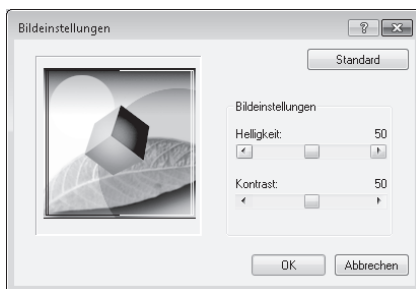 Bildeinstellungen
Standard
Bildeinstellungen
Helligkeit: 50
Kontrast: 50
OK Abbrechen